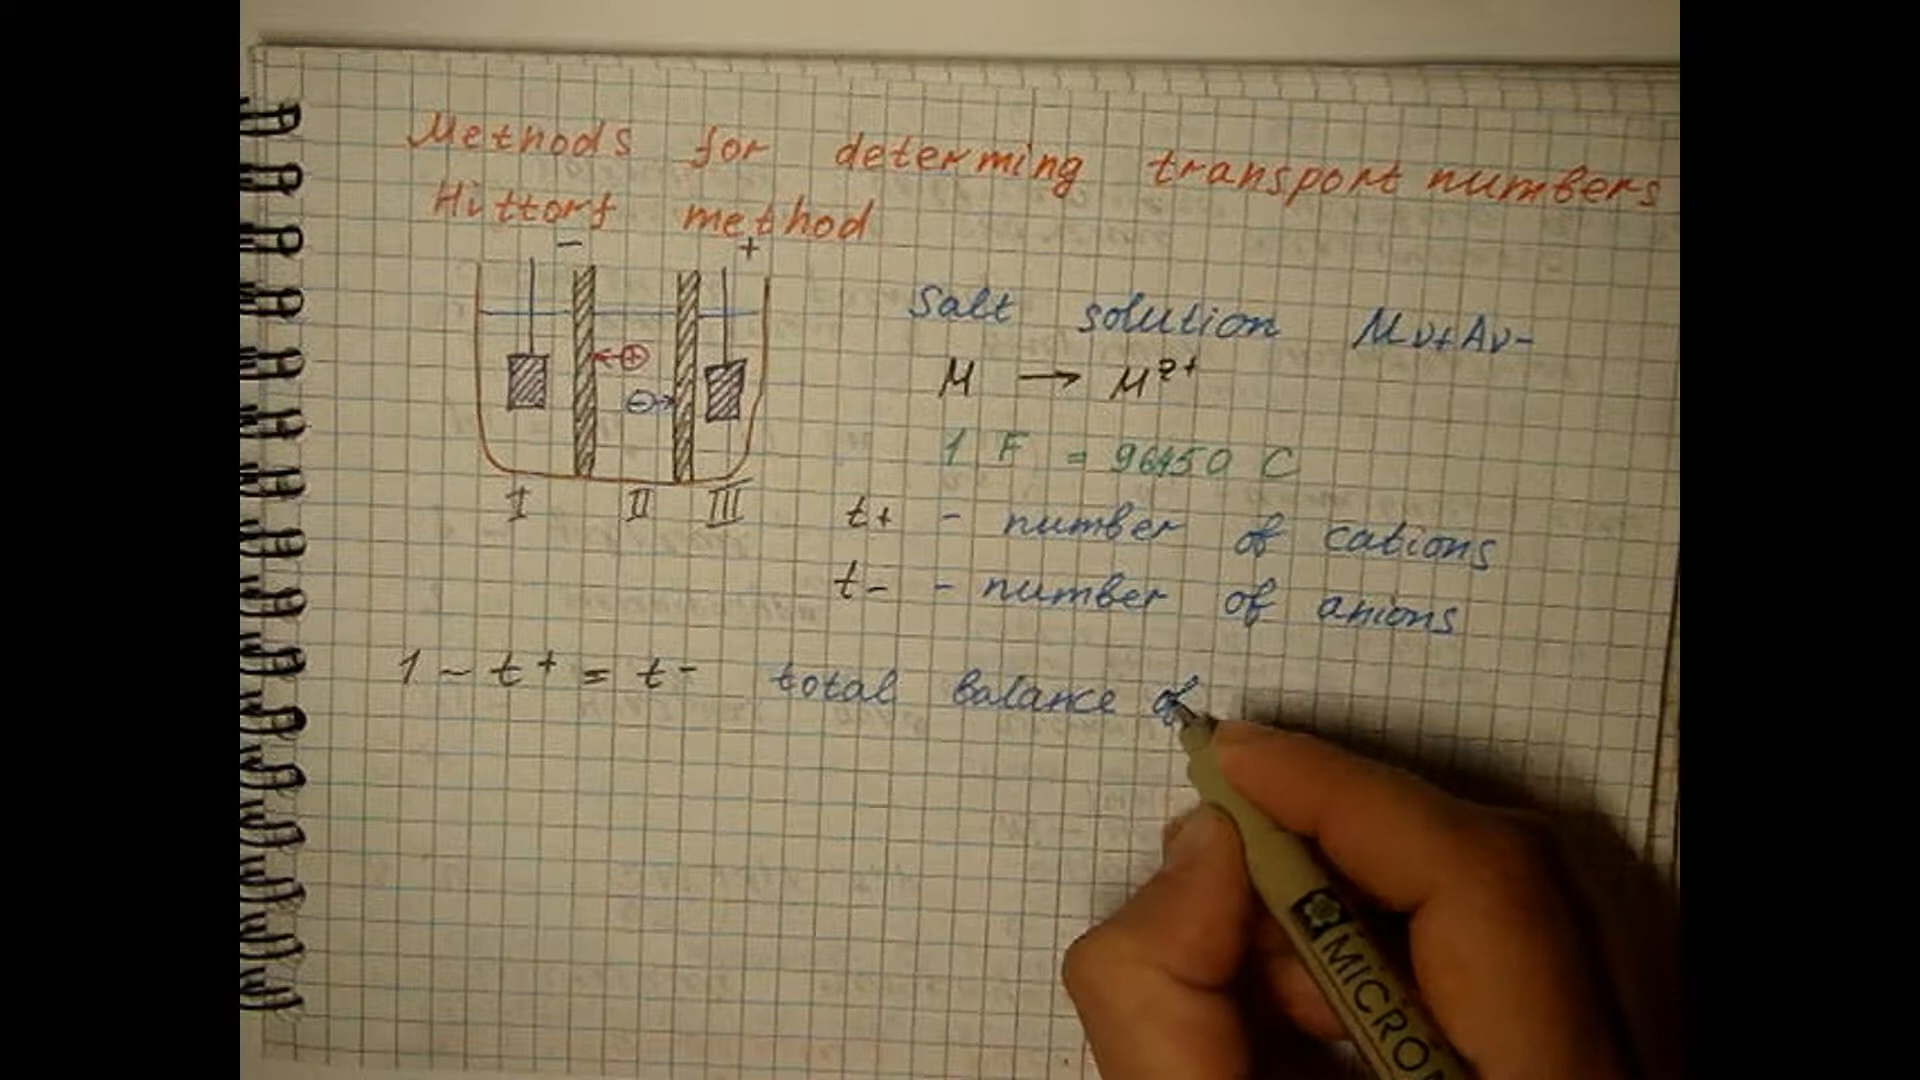 Methods for determing transport numbers
Hittorf method
− +
Salt solution Mν+Aν-
M → M^z+
1 F = 96450 C
I II III
t+ - number of cations
t- - number of anions
1 - t+ = t- total balance of
MICRON